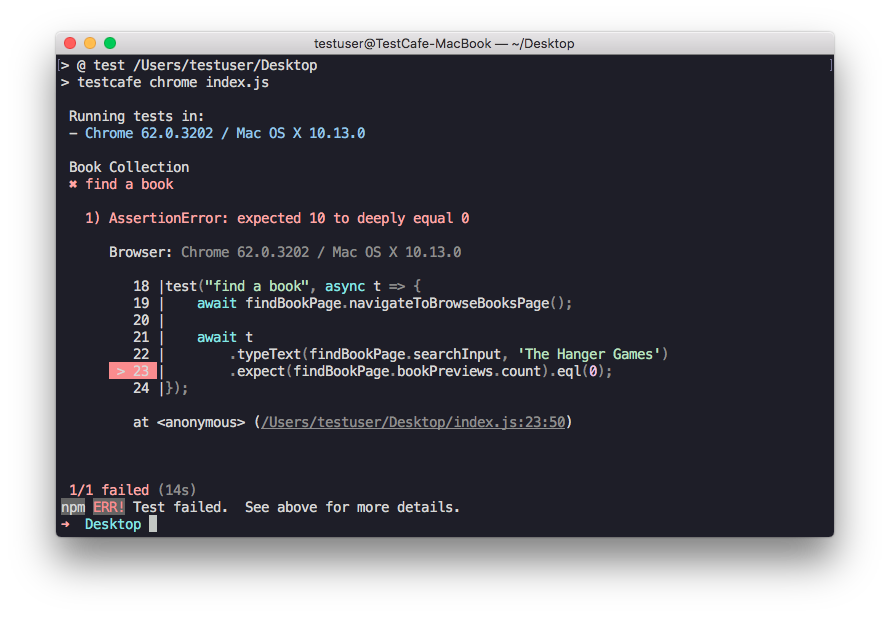 testuser@TestCafe-MacBook — ~/Desktop
[> @ test /Users/testuser/Desktop ]
> testcafe chrome index.js
Running tests in:
- Chrome 62.0.3202 / Mac OS X 10.13.0
Book Collection
✖ find a book
1) AssertionError: expected 10 to deeply equal 0
Browser: Chrome 62.0.3202 / Mac OS X 10.13.0
18 |test("find a book", async t => {
19 |    await findBookPage.navigateToBrowseBooksPage();
20 |
21 |    await t
22 |        .typeText(findBookPage.searchInput, 'The Hanger Games')
> 23 |        .expect(findBookPage.bookPreviews.count).eql(0);
24 |});
at <anonymous> (/Users/testuser/Desktop/index.js:23:50)
1/1 failed (14s)
npm ERR! Test failed.  See above for more details.
➜  Desktop